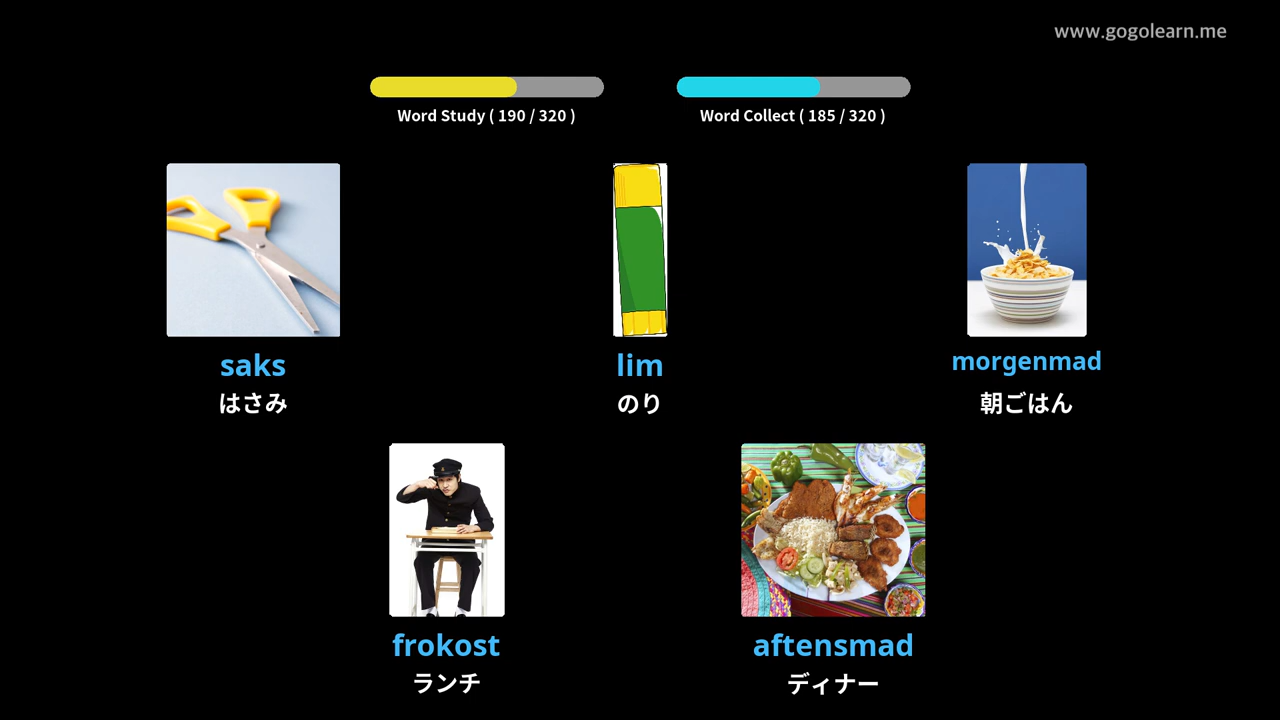 www.gogolearn.me
Word Study ( 190 / 320 )
Word Collect ( 185 / 320 )
saks
はさみ
lim
のり
morgenmad
朝ごはん
frokost
ランチ
aftensmad
ディナー